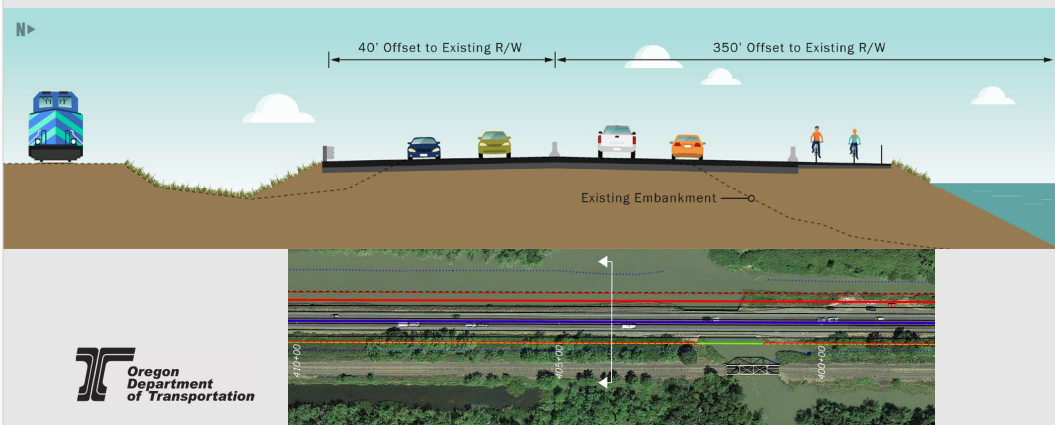 N
40' Offset to Existing R/W
350' Offset to Existing R/W
Existing Embankment
410+00
405+00
400+00
Oregon
Department
of Transportation